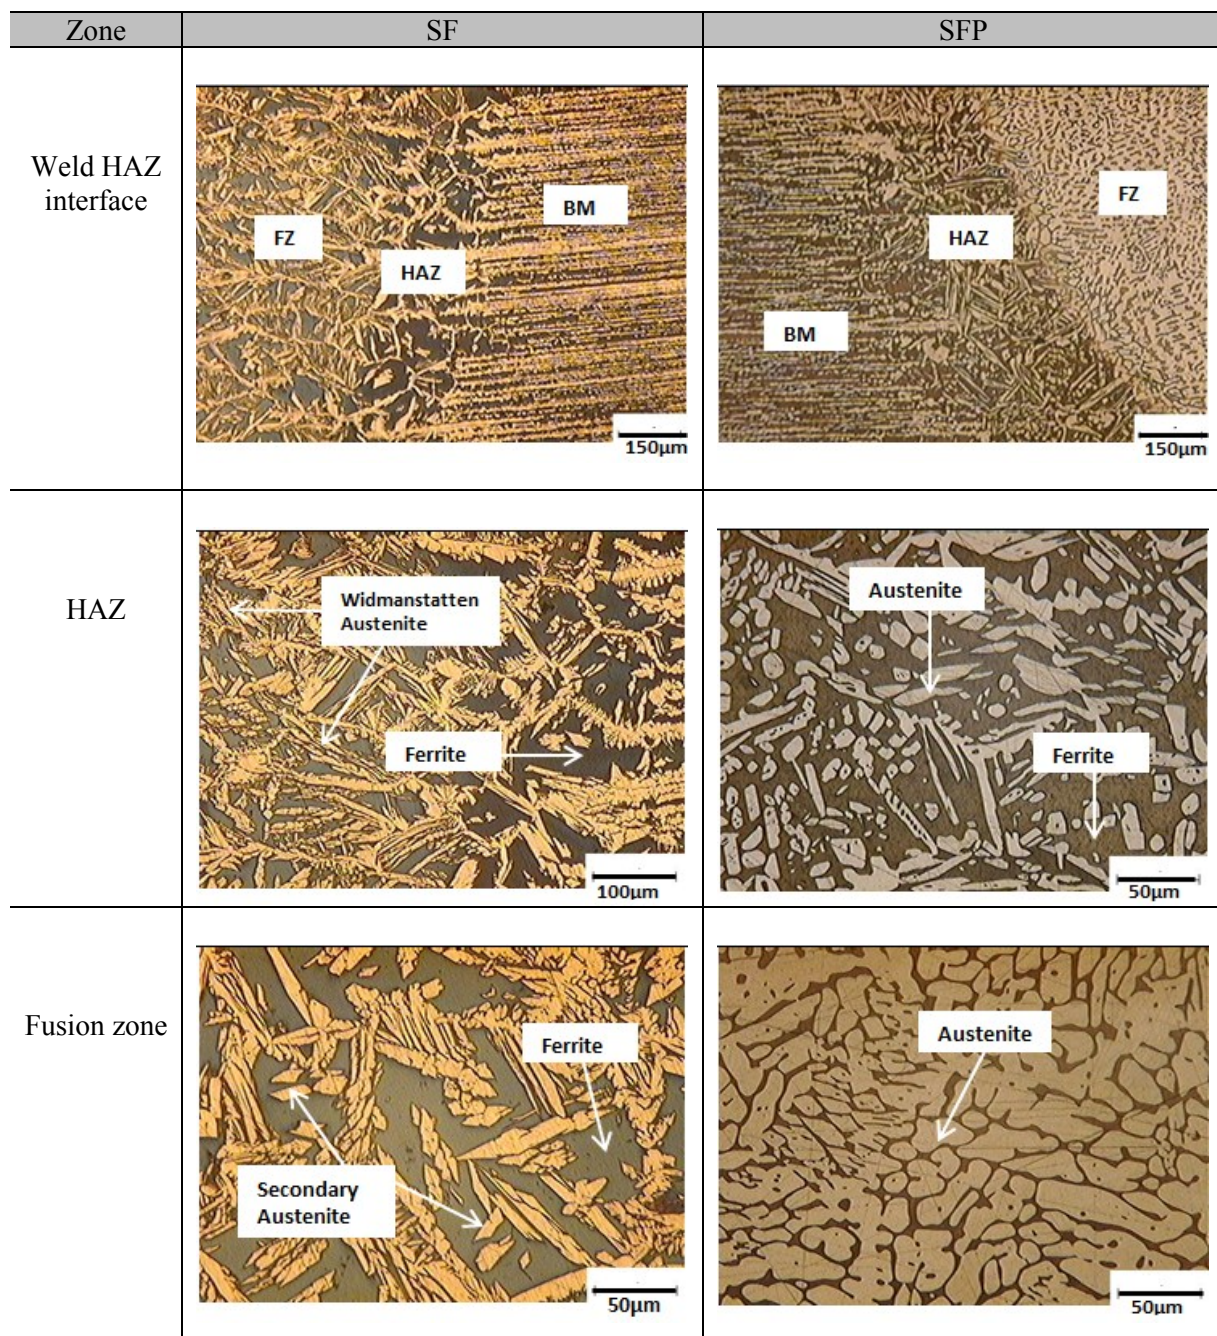 Zone SF SFP
Weld HAZ
interface
FZ
HAZ
BM
150µm
BM
HAZ
FZ
150µm
HAZ
Widmanstatten
Austenite
Ferrite
100µm
Austenite
Ferrite
50µm
Fusion zone
Ferrite
Secondary
Austenite
50µm
Austenite
50µm